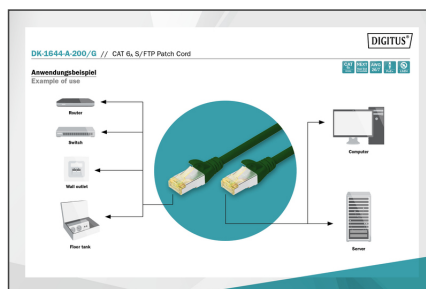 DIGITUS®
DK-1644-A-200/G // CAT 6A S/FTP Patch Cord
Anwendungsbeispiel
Example of use
Router
Switch
Wall outlet
Floor tank
Computer
Server